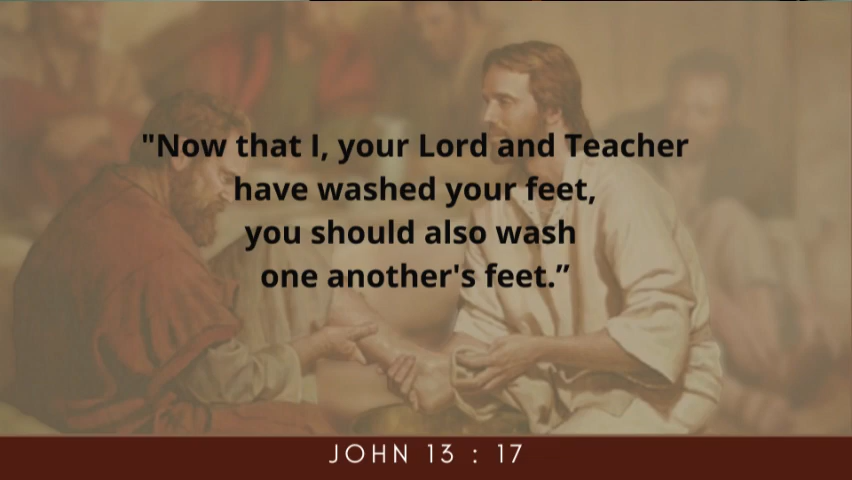 "Now that I, your Lord and Teacher
have washed your feet,
you should also wash
one another's feet.”
JOHN 13 : 17